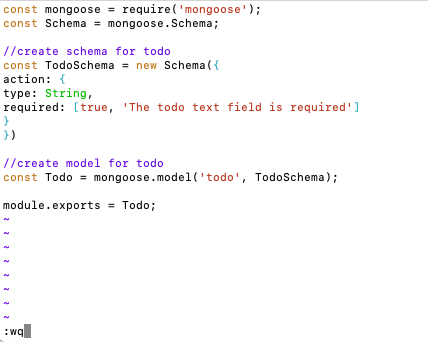 const mongoose = require('mongoose');
const Schema = mongoose.Schema;

//create schema for todo
const TodoSchema = new Schema({
action: {
type: String,
required: [true, 'The todo text field is required']
}
})

//create model for todo
const Todo = mongoose.model('todo', TodoSchema);

module.exports = Todo;
~
~
~
~
~
~
~
~
:wq